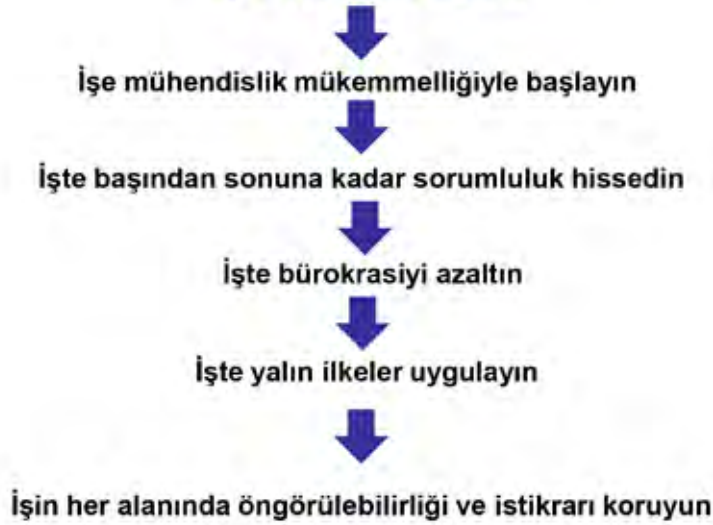 İşe mühendislik mükemmelliğiyle başlayın
İşte başından sonuna kadar sorumluluk hissedin
İşte bürokrasiyi azaltın
İşte yalın ilkeler uygulayın
İşin her alanında öngörülebilirliği ve istikrarı koruyun